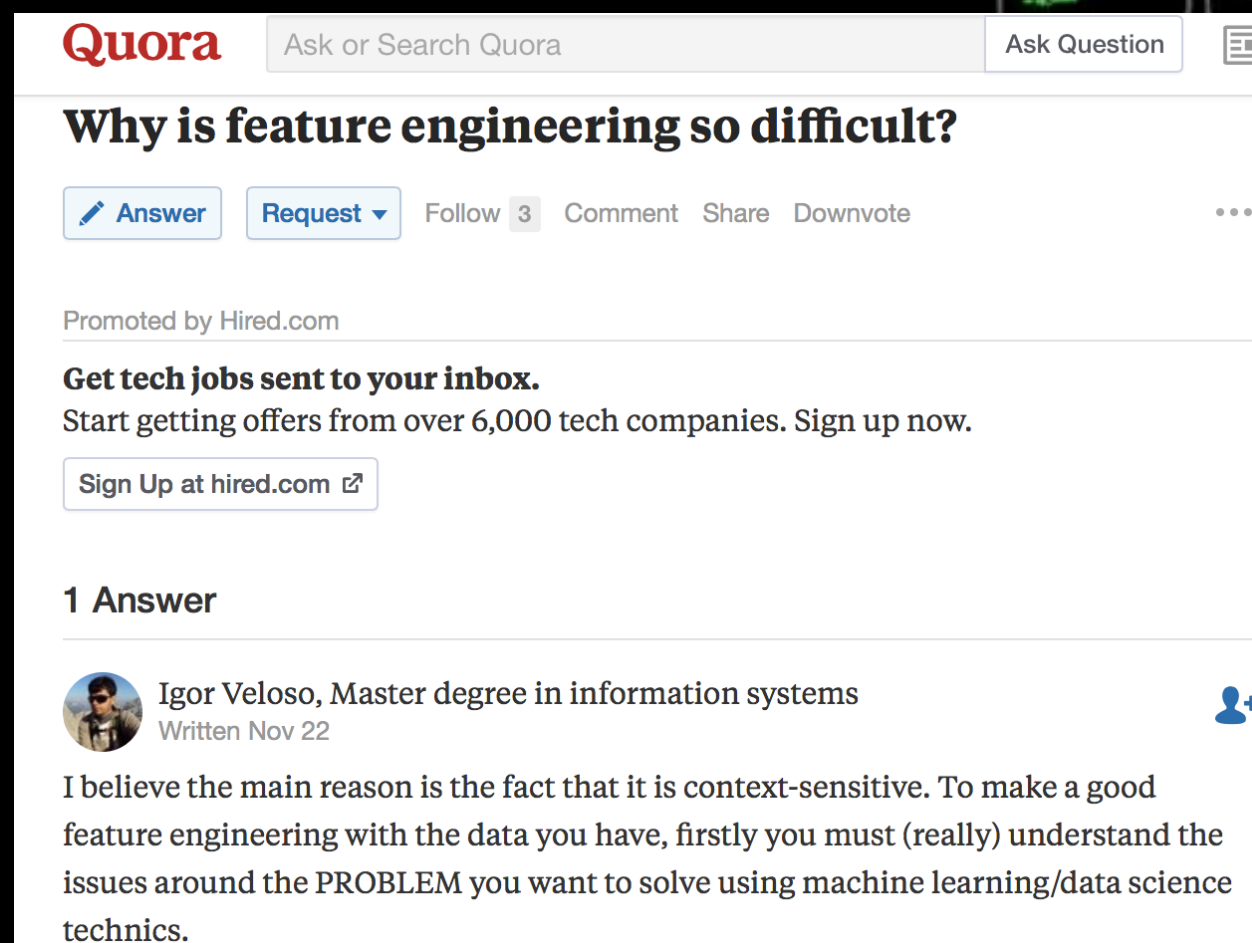 Quora
Ask or Search Quora
Ask Question
Why is feature engineering so difficult?
Answer
Request
Follow 3
Comment
Share
Downvote
Promoted by Hired.com
Get tech jobs sent to your inbox.
Start getting offers from over 6,000 tech companies. Sign up now.
Sign Up at hired.com
1 Answer
Igor Veloso, Master degree in information systems
Written Nov 22
I believe the main reason is the fact that it is context-sensitive. To make a good
feature engineering with the data you have, firstly you must (really) understand the
issues around the PROBLEM you want to solve using machine learning/data science
technics.